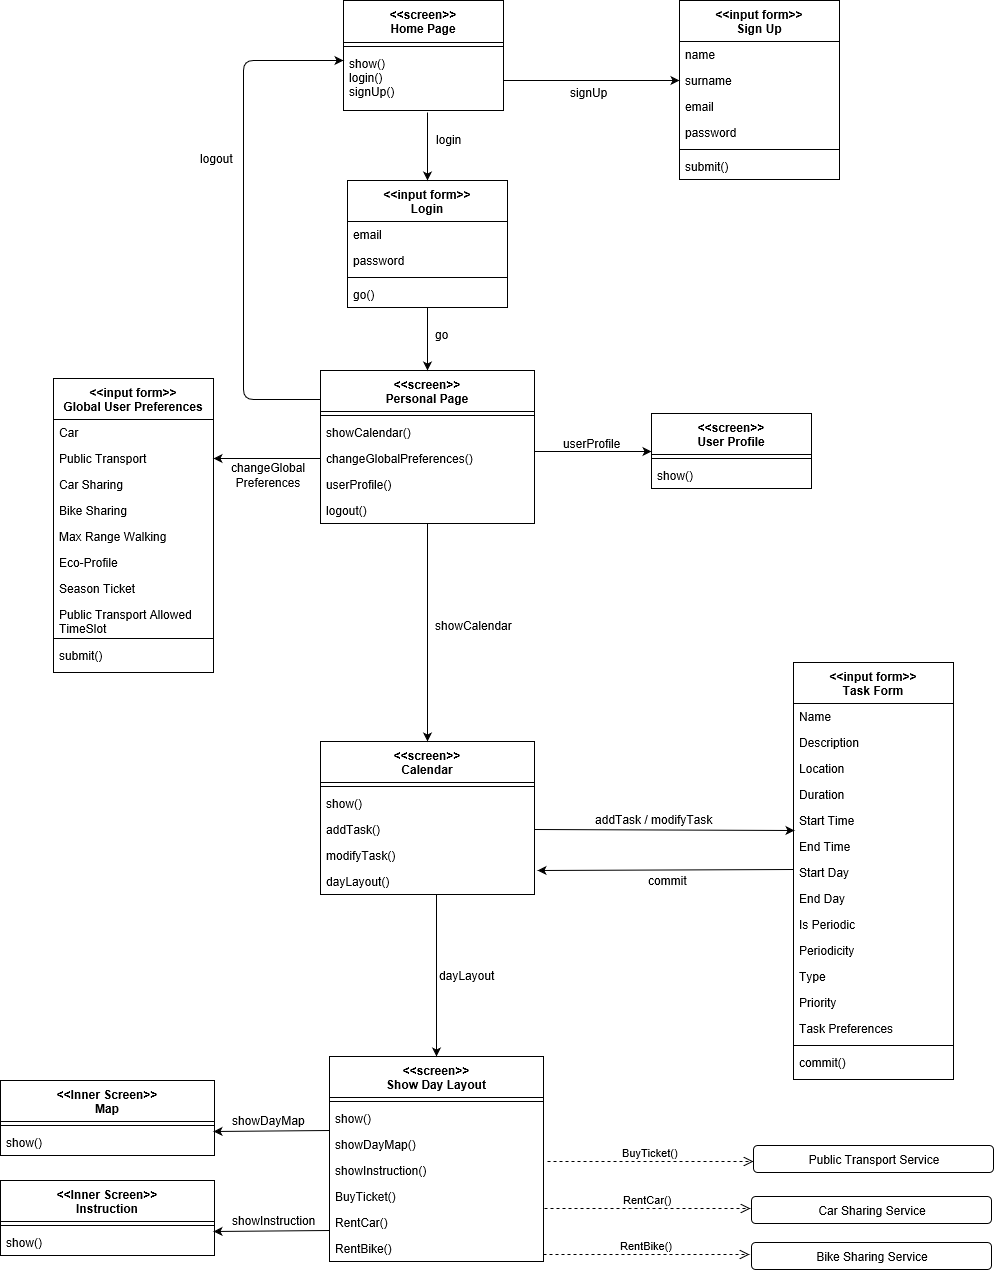 <<screen>>
Home Page
show()
login()
signUp()
<<input form>>
Sign Up
name
surname
email
password
submit()
signUp
login
logout
<<input form>>
Login
email
password
go()
go
<<screen>>
Personal Page
showCalendar()
changeGlobalPreferences()
userProfile()
logout()
<<input form>>
Global User Preferences
Car
Public Transport
Car Sharing
Bike Sharing
Max Range Walking
Eco-Profile
Season Ticket
Public Transport Allowed
TimeSlot
submit()
changeGlobal
Preferences
userProfile
<<screen>>
User Profile
show()
showCalendar
<<screen>>
Calendar
show()
addTask()
modifyTask()
dayLayout()
addTask / modifyTask
commit
<<input form>>
Task Form
Name
Description
Location
Duration
Start Time
End Time
Start Day
End Day
Is Periodic
Periodicity
Type
Priority
Task Preferences
commit()
dayLayout
<<screen>>
Show Day Layout
show()
showDayMap()
showInstruction()
BuyTicket()
RentCar()
RentBike()
<<Inner Screen>>
Map
show()
showDayMap
<<Inner Screen>>
Instruction
show()
showInstruction
BuyTicket()
Public Transport Service
RentCar()
Car Sharing Service
RentBike()
Bike Sharing Service